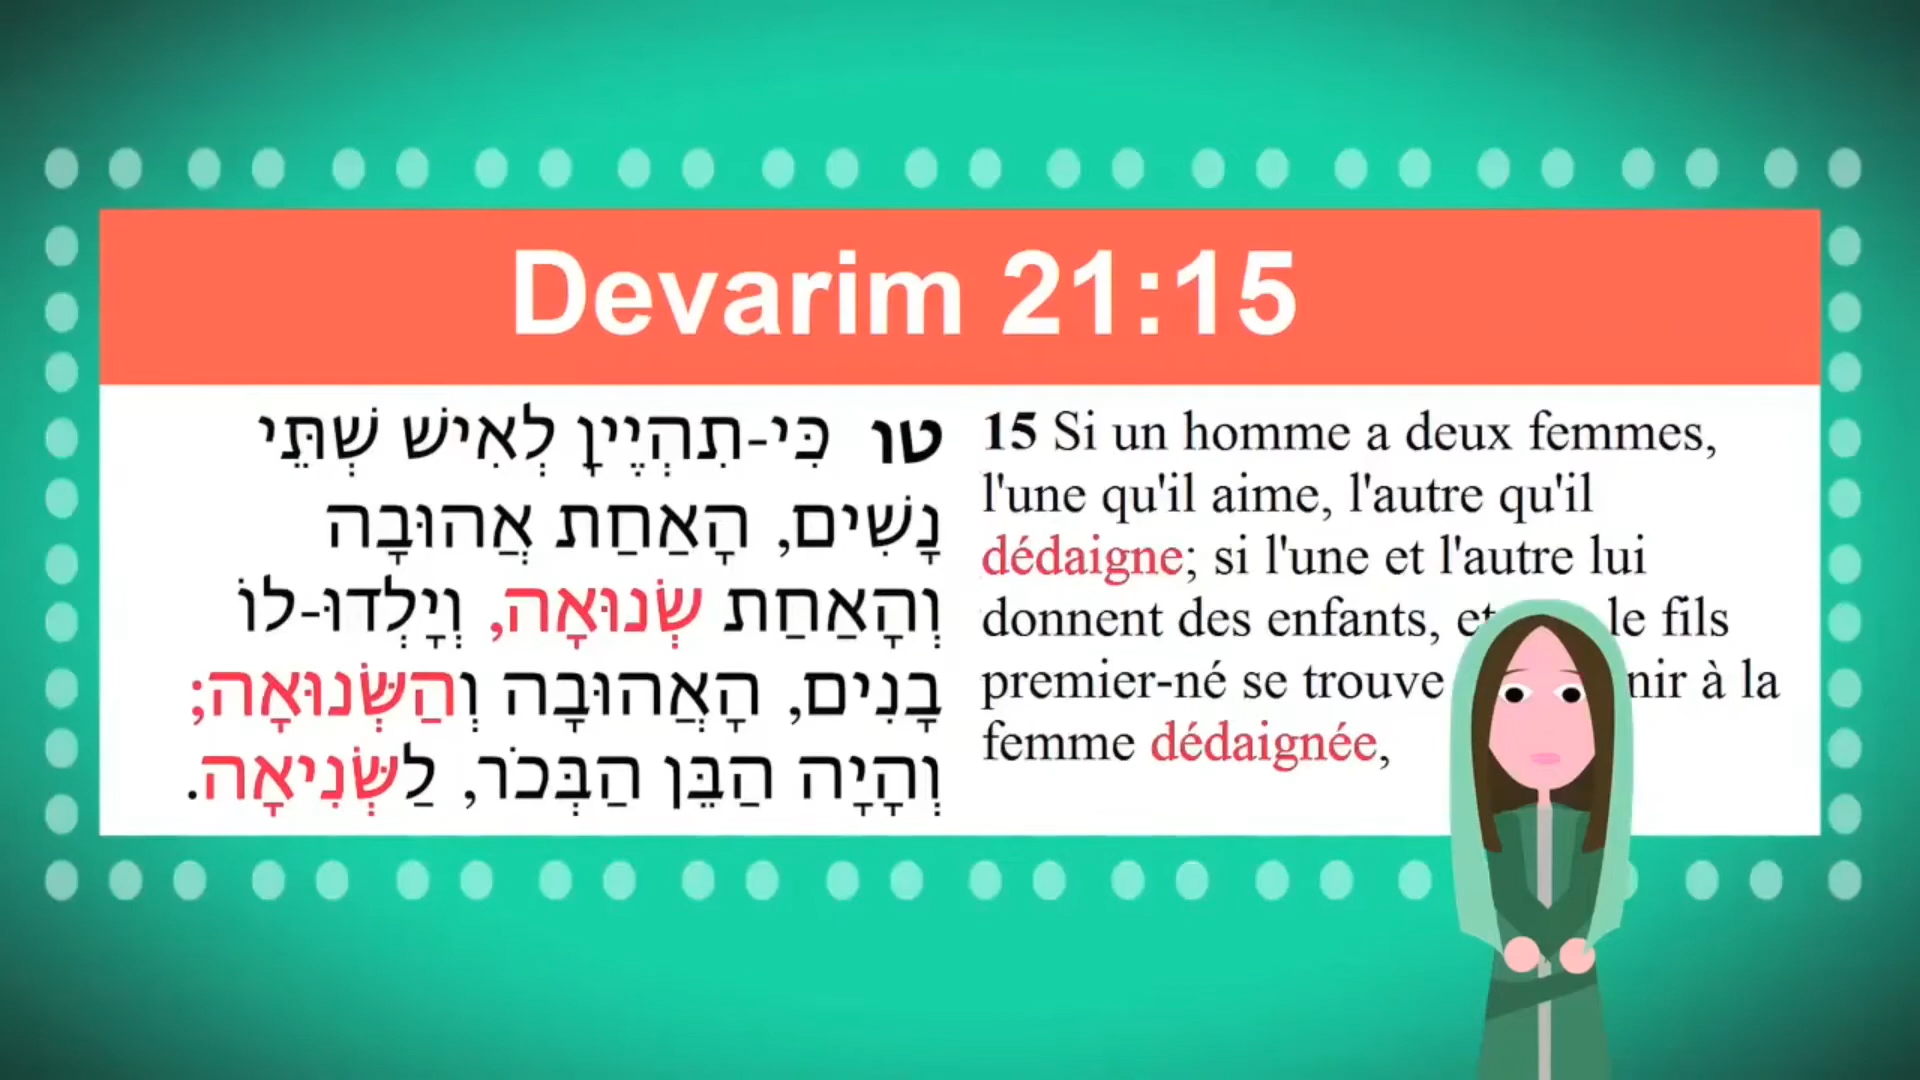 Devarim 21:15
טו כִּי-תִהְיֶיןָ לְאִישׁ שְׁתֵּי
נָשִׁים, הָאַחַת אֲהוּבָה
וְהָאַחַת שְׂנוּאָה, וְיָלְדוּ-לוֹ
בָנִים, הָאֲהוּבָה וְהַשְּׂנוּאָה;
וְהָיָה הַבֵּן הַבְּכֹר, לַשְּׂנִיאָה.
15 Si un homme a deux femmes,
l'une qu'il aime, l'autre qu'il
dédaigne; si l'une et l'autre lui
donnent des enfants, le fils
premier-né se trouve à la
femme dédaignée,